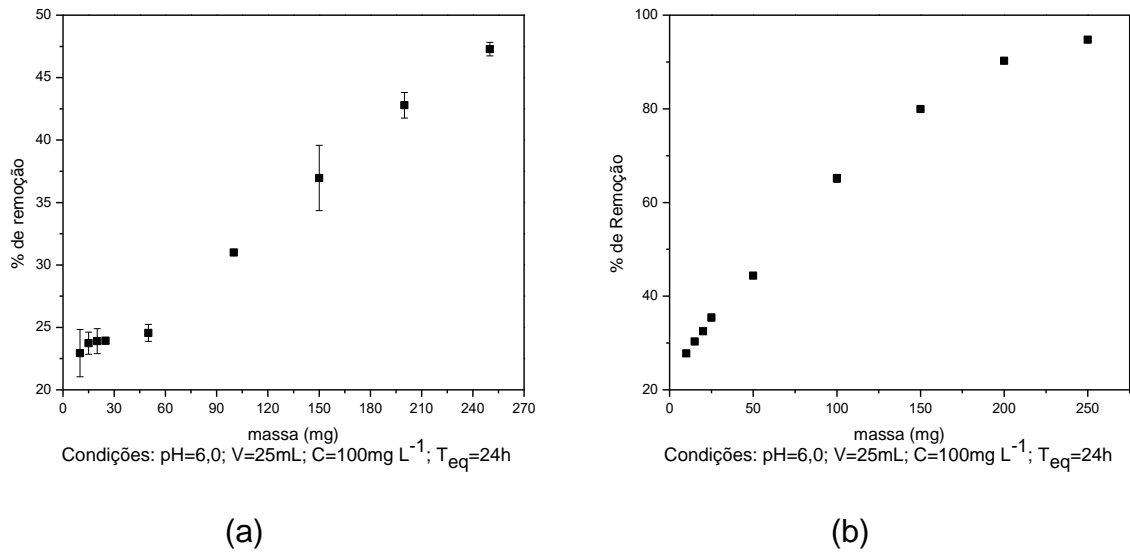 50
45
40
35
30
25
20
% de remoção
0 30 60 90 120 150 180 210 240 270
massa (mg)
Condições: pH=6,0; V=25mL; C=100mg L⁻¹; T_eq=24h
(a)
100
80
60
40
20
% de Remoção
0 50 100 150 200 250
massa (mg)
Condições: pH=6,0; V=25mL; C=100mg L⁻¹; T_eq=24h
(b)